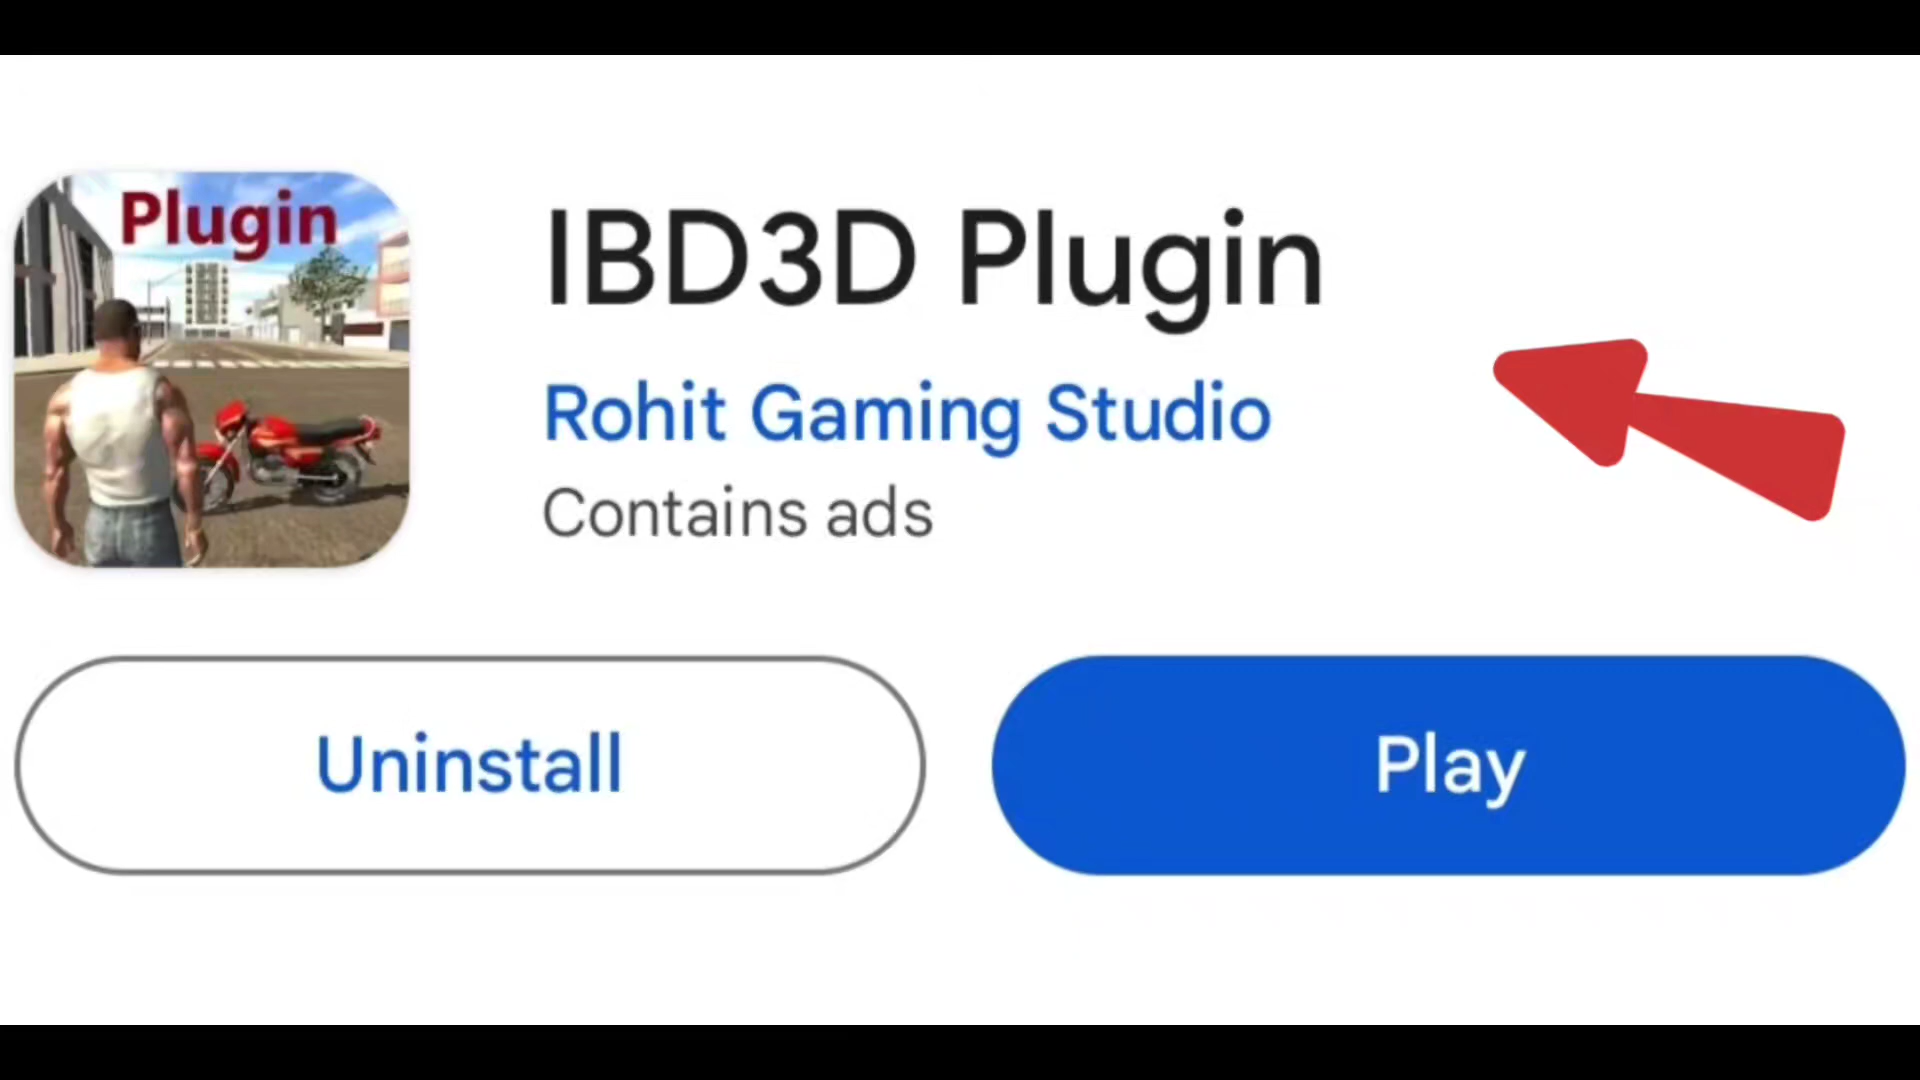 Plugin
IBD3D Plugin
Rohit Gaming Studio
Contains ads
Uninstall
Play